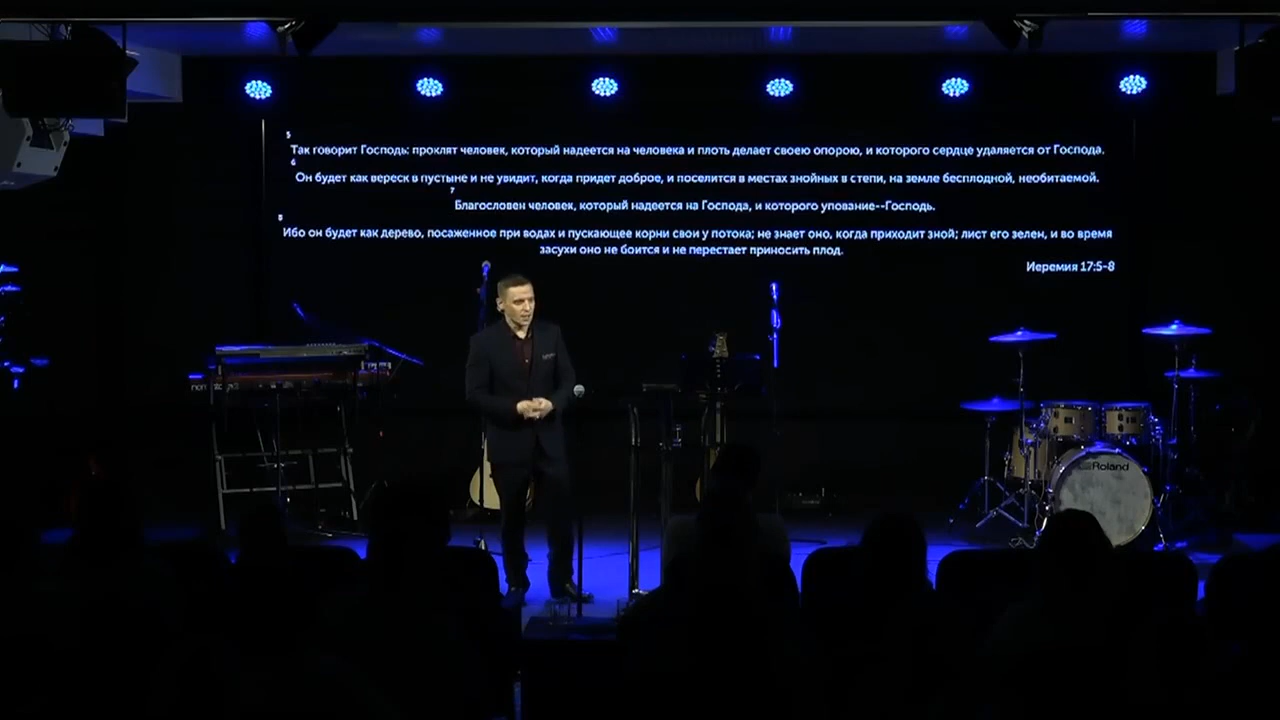 5
Так говорит Господь: проклят человек, который надеется на человека и плоть делает своею опорою, и которого сердце удаляется от Господа.
6
Он будет как вереск в пустыне и не увидит, когда придет доброе, и поселится в местах знойных в степи, на земле бесплодной, необитаемой.
7
Благословен человек, который надеется на Господа, и которого упование--Господь.
8
Ибо он будет как дерево, посаженное при водах и пускающее корни свои у потока; не знает оно, когда приходит зной; лист его зелен, и во время
засухи оно не боится и не перестает приносить плод.
Иеремия 17:5-8
Roland